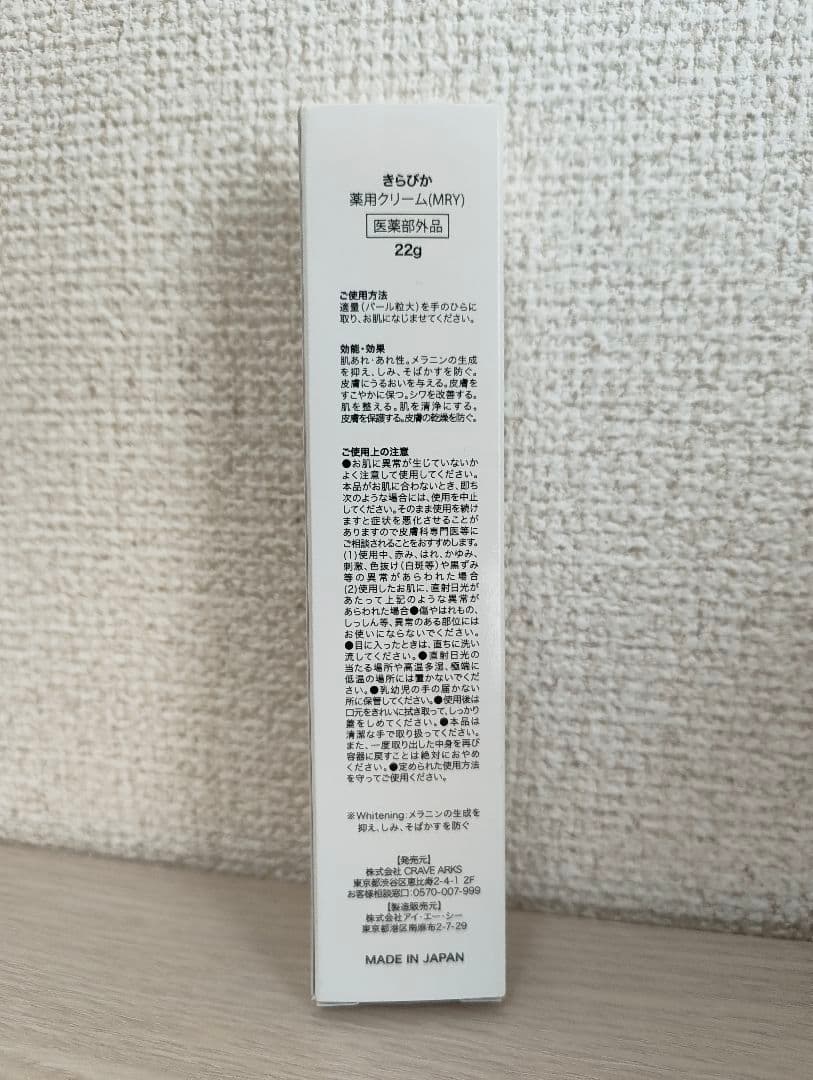 きらぴか
薬用クリーム(MRY)
医薬部外品
22g
ご使用方法
適量(パール粒大)を手のひらに
取り、お肌になじませてください。
効能・効果
肌あれ・あれ性。メラニンの生成
を抑え、しみ、そばかすを防ぐ。
皮膚にうるおいを与える。皮膚を
すこやかに保つ。シワを改善する。
肌を整える。肌を清浄にする。
皮膚を保護する。皮膚の乾燥を防ぐ。
ご使用上の注意
●お肌に異常が生じていないか
よく注意して使用してください。
本品がお肌に合わないとき、即ち
次のような場合には、使用を中止
してください。そのまま使用を続け
ますと症状を悪化させることが
ありますので皮膚科専門医等に
ご相談されることをおすすめします。
(1)使用中、赤み、はれ、かゆみ、
刺激、色抜け(白斑等)や黒ずみ
等の異常があらわれた場合
(2)使用したお肌に、直射日光が
あたって上記のような異常が
あらわれた場合●傷やはれもの、
しっしん等、異常のある部位には
お使いにならないでください。
●目に入ったときは、直ちに洗い
流してください。●直射日光の
当たる場所や高温多湿、極端に
低温の場所には置かないでくだ
さい。●乳幼児の手の届かない
所に保管してください。●使用後は
口元をきれいに拭き取って、しっかり
蓋をしめてください。●本品は
清潔な手で取り扱ってください。
また、一度取り出した中身を再び
容器に戻すことは絶対におやめ
ください。●定められた使用方法
を守ってご使用ください。
※Whitening:メラニンの生成を
抑え、しみ、そばかすを防ぐ
【発売元】
株式会社 CRAVE ARKS
東京都渋谷区恵比寿2-4-1 2F
お客様相談窓口:0570-007-999
【製造販売元】
株式会社アイ・エー・シー
東京都港区南麻布2-7-29
MADE IN JAPAN